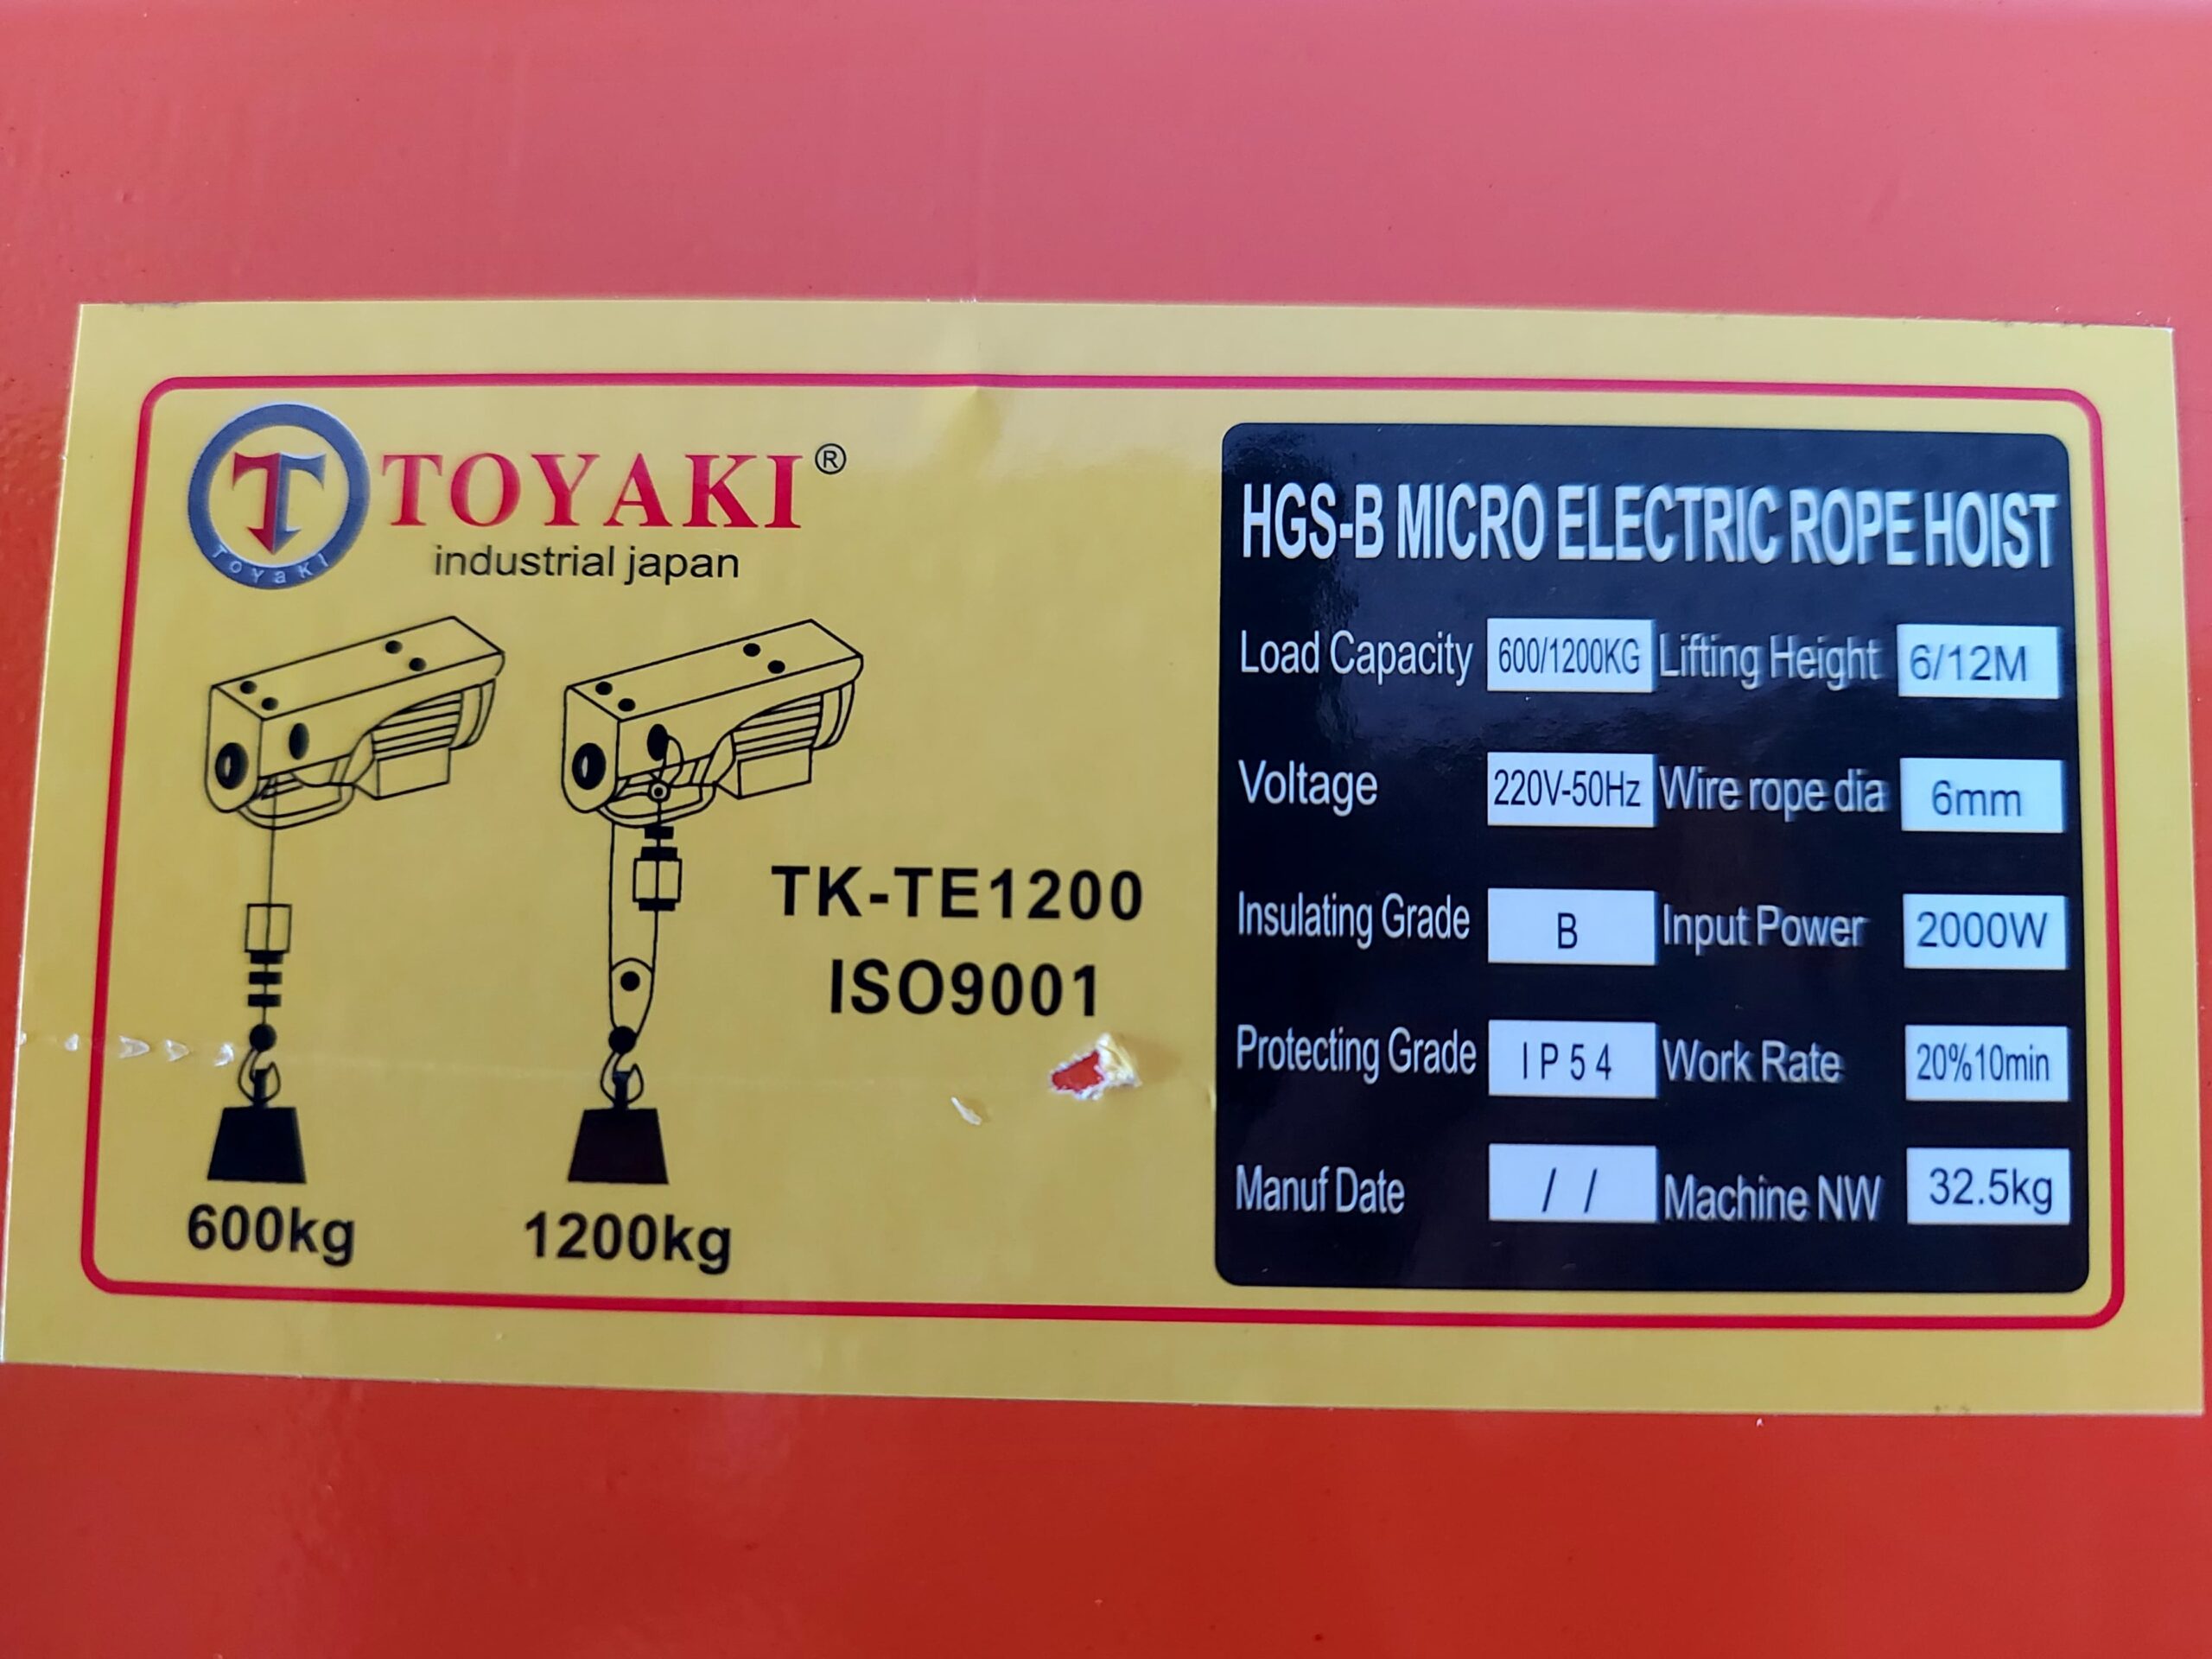 TOYAKI
TOYAKI®
industrial japan
TK-TE1200
ISO9001
600kg
1200kg
HGS-B MICRO ELECTRIC ROPE HOIST
Load Capacity 600/1200KG Lifting Height 6/12M
Voltage 220V-50Hz Wire rope dia 6mm
Insulating Grade B Input Power 2000W
Protecting Grade IP54 Work Rate 20%10min
Manuf Date / / Machine NW 32.5kg